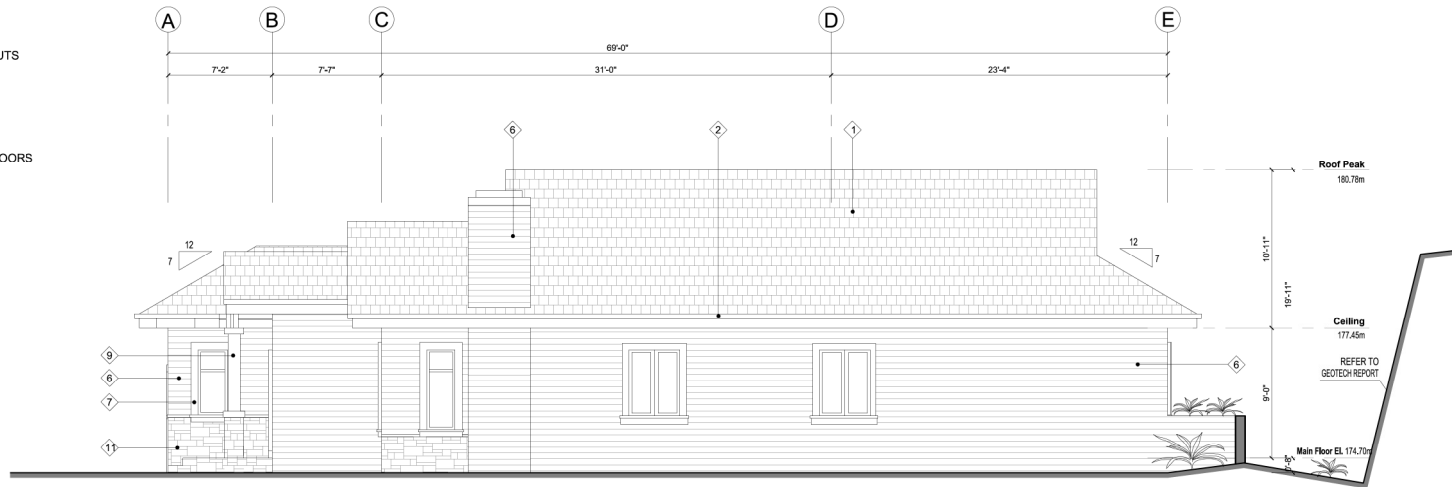 A B C D E
UTS
69'-0"
7'-2" 7'-7" 31'-0" 23'-4"
OORS
6 2 1
Roof Peak
180.78m
12
7
12
7
10'-11"
19'-11"
Ceiling
177.45m
9
6
7
6
REFER TO
GEOTECH REPORT
9'-0"
11
Main Floor El. 174.70m